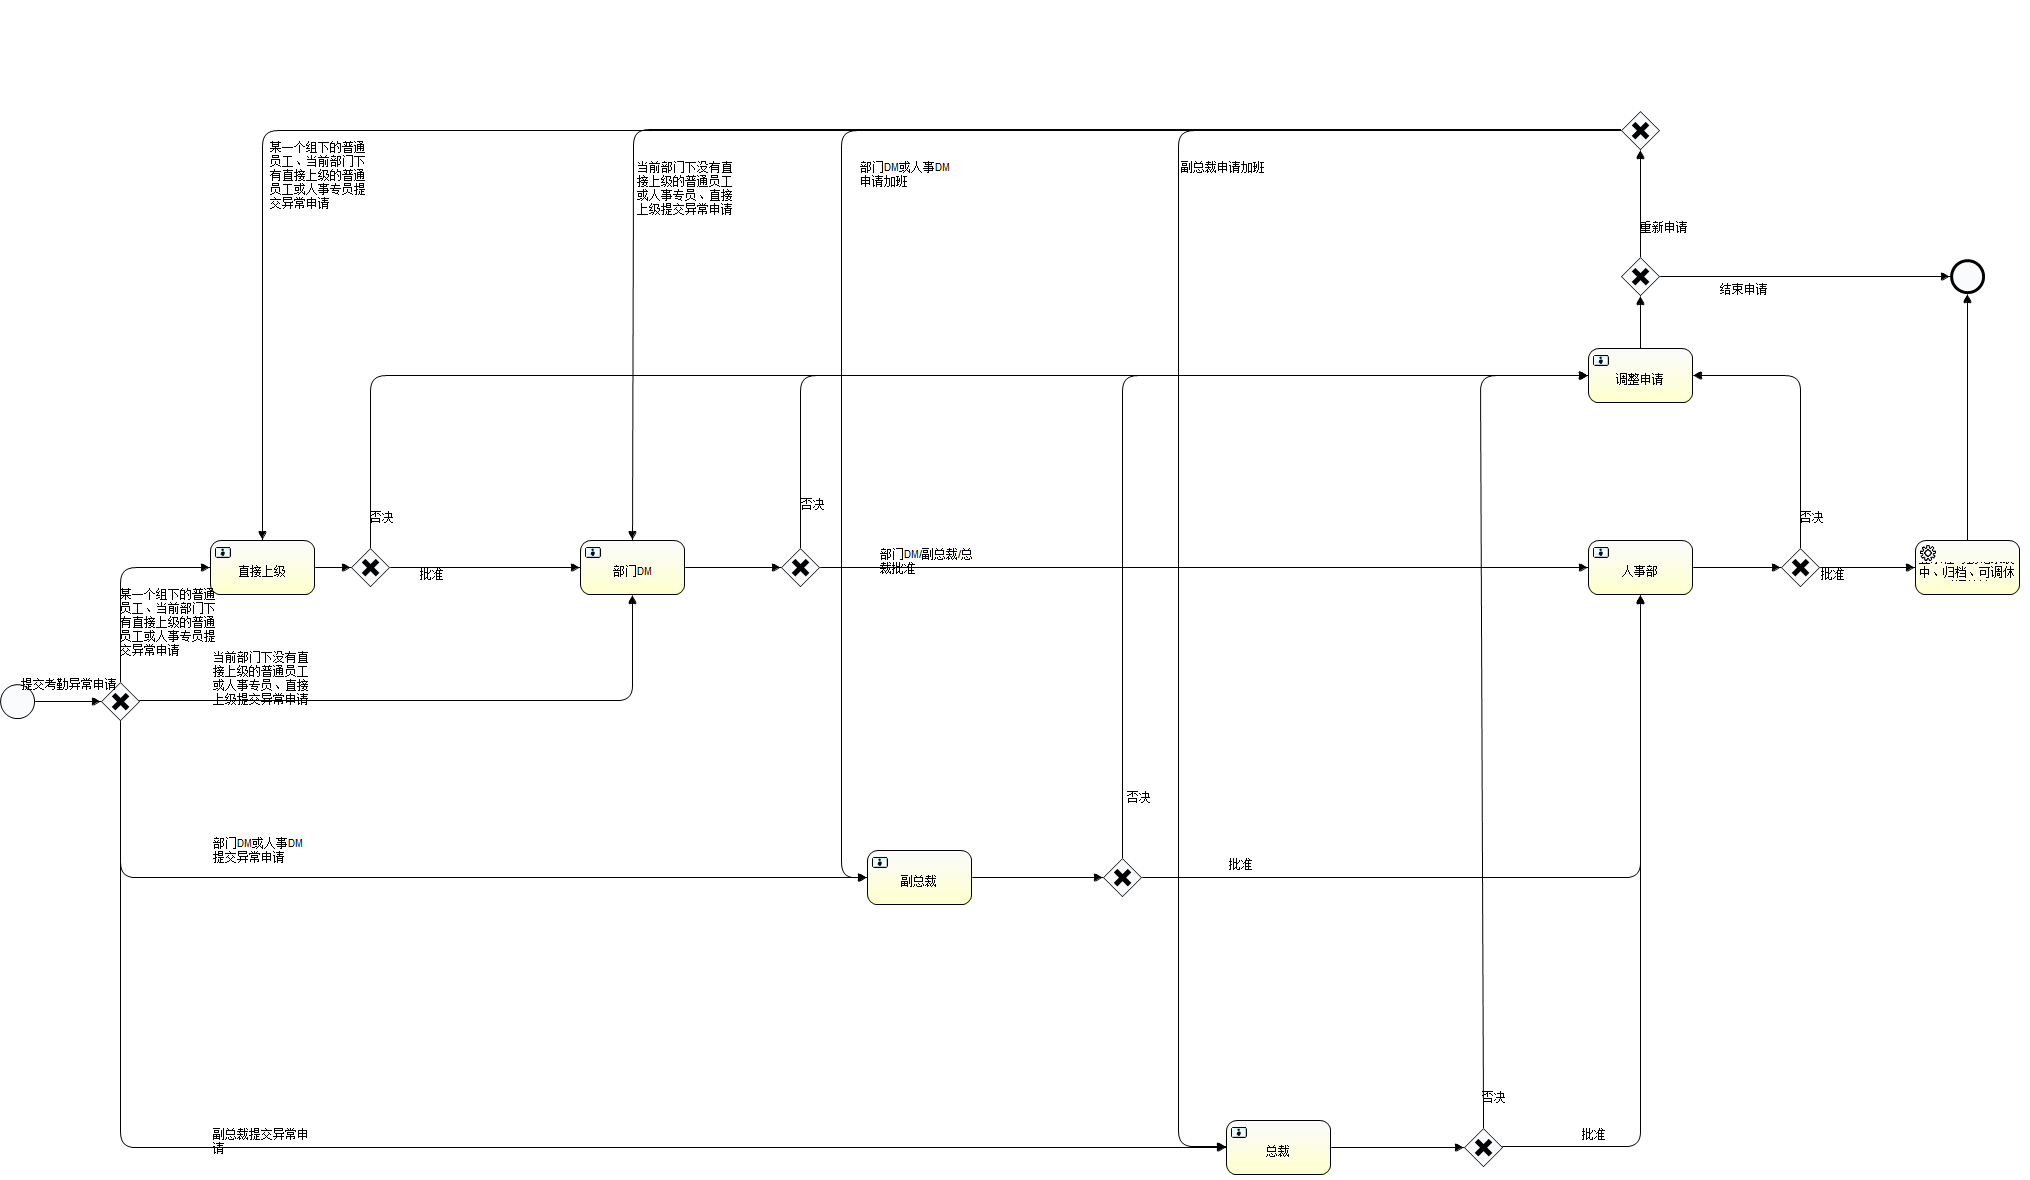 某一个组下的普通
员工、当前部门下
有直接上级的普通
员工或人事专员提
交异常申请
当前部门下没有直
接上级的普通员工
或人事专员、直接
上级提交异常申请
部门DM或人事DM
申请加班
副总裁申请加班
重新申请
结束申请
调整申请
否决
否决
否决
否决
直接上级
批准
部门DM
部门DM/副总裁/总
裁批准
人事部
批准
中、归档、可调休
某一个组下的普通
员工、当前部门下
有直接上级的普通
员工或人事专员提
交异常申请
提交考勤异常申请
当前部门下没有直
接上级的普通员工
或人事专员、直接
上级提交异常申请
部门DM或人事DM
提交异常申请
副总裁
批准
否决
副总裁提交异常申
请
总裁
批准